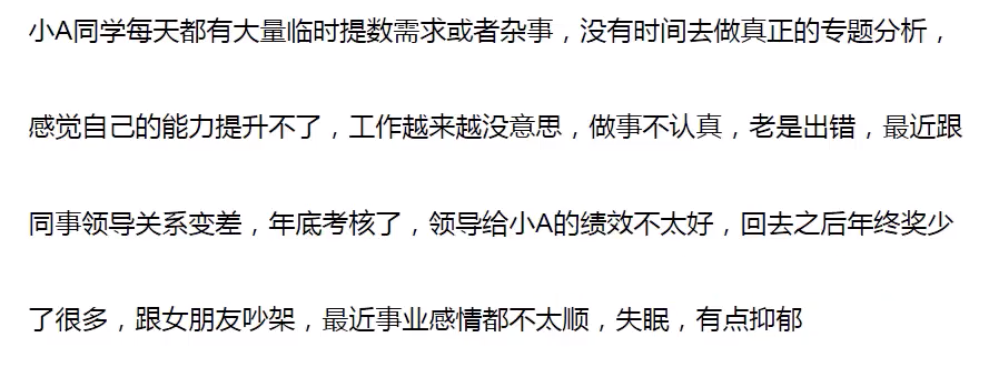 小A同学每天都有大量临时提数需求或者杂事，没有时间去做真正的专题分析，
感觉自己的能力提升不了，工作越来越没意思，做事不认真，老是出错，最近跟
同事领导关系变差，年底考核了，领导给小A的绩效不太好，回去之后年终奖少
了很多，跟女朋友吵架，最近事业感情都不太顺，失眠，有点抑郁